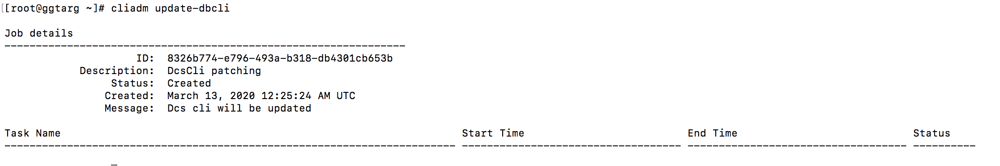 [[root@ggtarg ~]# cliadm update-dbcli
Job details
----------------------------------------------------------------
ID: 8326b774-e796-493a-b318-db4301cb653b
Description: DcsCli patching
Status: Created
Created: March 13, 2020 12:25:24 AM UTC
Message: Dcs cli will be updated
Task Name Start Time End Time Status
------------------------------------------------------------------------ ----------------------------------- ----------------------------------- ----------